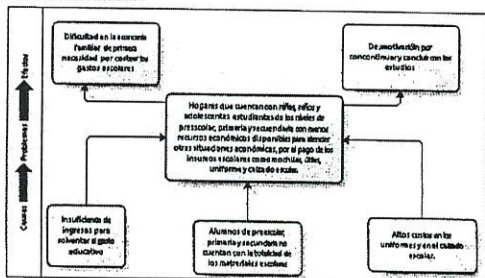 Dificultad en la economía
familiar de primera
necesidad por costear los
gastos escolares
Desmotivación por
concontinuar y concluir con los
estudios
Hogares que cuentan con niñas, niños y
adolescentes estudiantes de los niveles de
preescolar, primaria y secundaria con menos
recursos económicos disponibles para atender
otras situaciones económicas, por el pago de los
insumos escolares como mochilas, útiles,
uniforme y calzado escolar.
Insuficiencia de
ingresos para
solventar el gasto
educativo
Alumnos de preescolar,
primaria y secundaria no
cuentan con la totalidad de
los materiales escolares
Altos costos en los
uniformes y en el calzado
escolar.
Causas
Problemas
Efectos